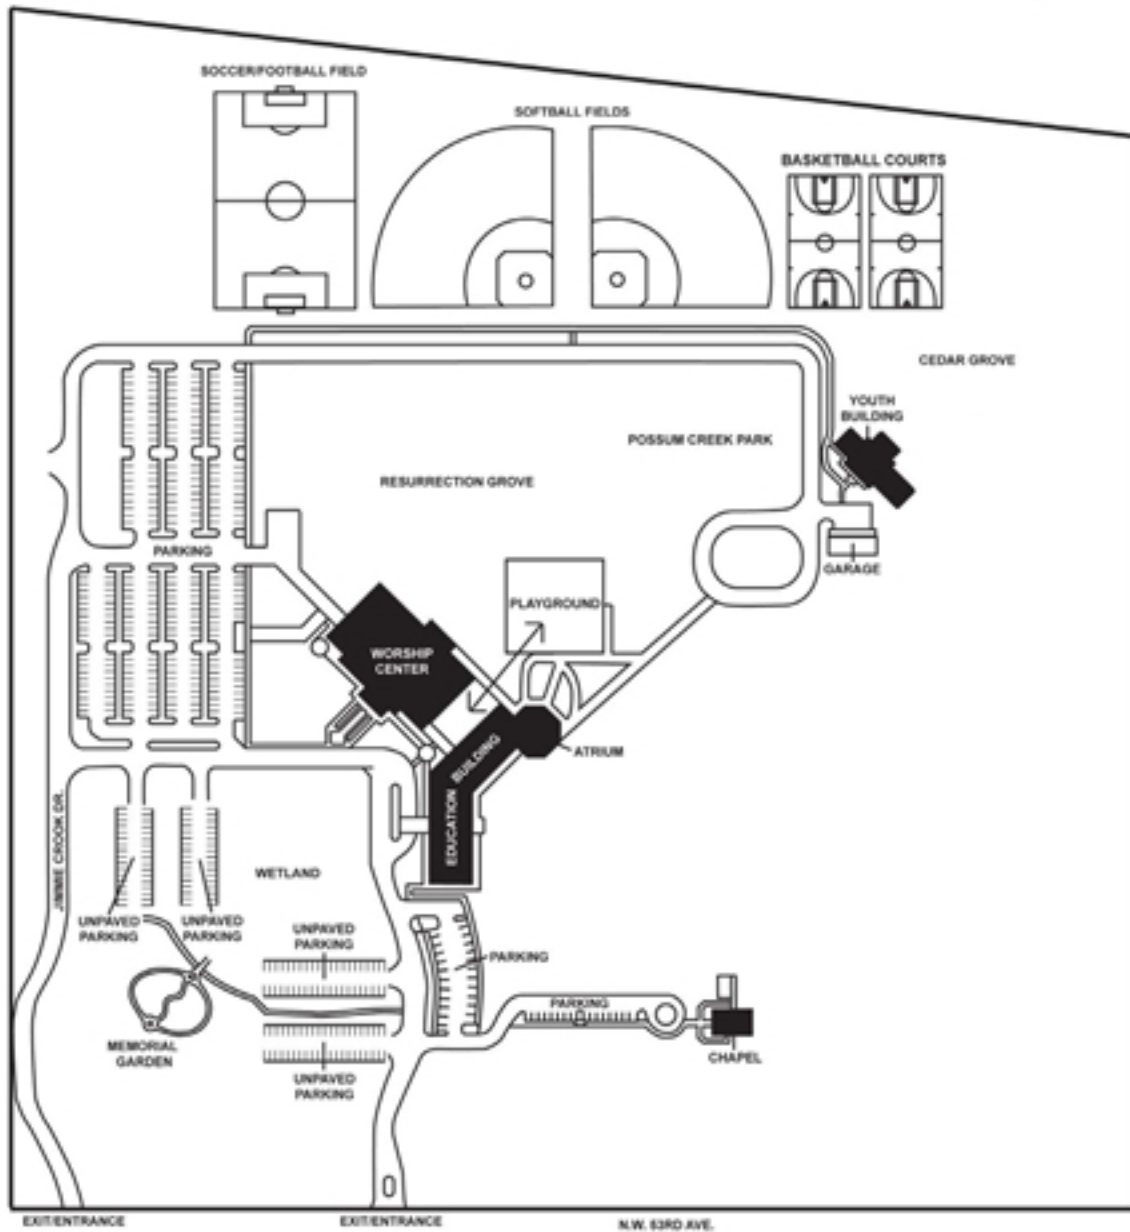 SOCCER/FOOTBALL FIELD
SOFTBALL FIELDS
BASKETBALL COURTS
CEDAR GROVE
YOUTH
BUILDING
POSSUM CREEK PARK
RESURRECTION GROVE
PARKING
GARAGE
PLAYGROUND
WORSHIP
CENTER
ATRIUM
EDUCATION
BUILDING
JIMMIE CROOK DR.
WETLAND
UNPAVED
PARKING
UNPAVED
PARKING
UNPAVED
PARKING
PARKING
PARKING
MEMORIAL
GARDEN
CHAPEL
UNPAVED
PARKING
EXIT/ENTRANCE
EXIT/ENTRANCE
N.W. 53RD AVE.